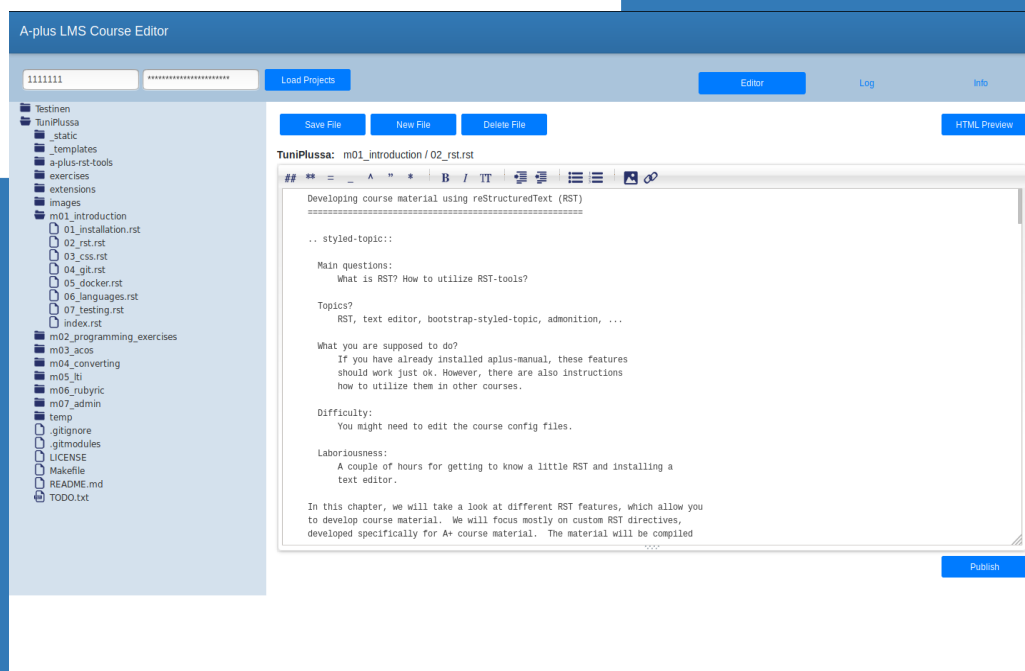 A-plus LMS Course Editor
1111111 *********************** Load Projects Editor Log Info
Testinen
TuniPlussa
_static
_templates
a-plus-rst-tools
exercises
extensions
images
m01_introduction
01_installation.rst
02_rst.rst
03_css.rst
04_git.rst
05_docker.rst
06_languages.rst
07_testing.rst
index.rst
m02_programming_exercises
m03_acos
m04_converting
m05_lti
m06_rubyric
m07_admin
temp
.gitignore
.gitmodules
LICENSE
Makefile
README.md
TODO.txt
Save File New File Delete File HTML Preview
TuniPlussa: m01_introduction / 02_rst.rst
## ** = _ ^ " * B I TT
Developing course material using reStructuredText (RST)
=======================================================
.. styled-topic::
Main questions:
What is RST? How to utilize RST-tools?
Topics?
RST, text editor, bootstrap-styled-topic, admonition, ...
What you are supposed to do?
If you have already installed aplus-manual, these features
should work just ok. However, there are also instructions
how to utilize them in other courses.
Difficulty:
You might need to edit the course config files.
Laboriousness:
A couple of hours for getting to know a little RST and installing a
text editor.
In this chapter, we will take a look at different RST features, which allow you
to develop course material.  We will focus mostly on custom RST directives,
developed specifically for A+ course material.  The material will be compiled
Publish